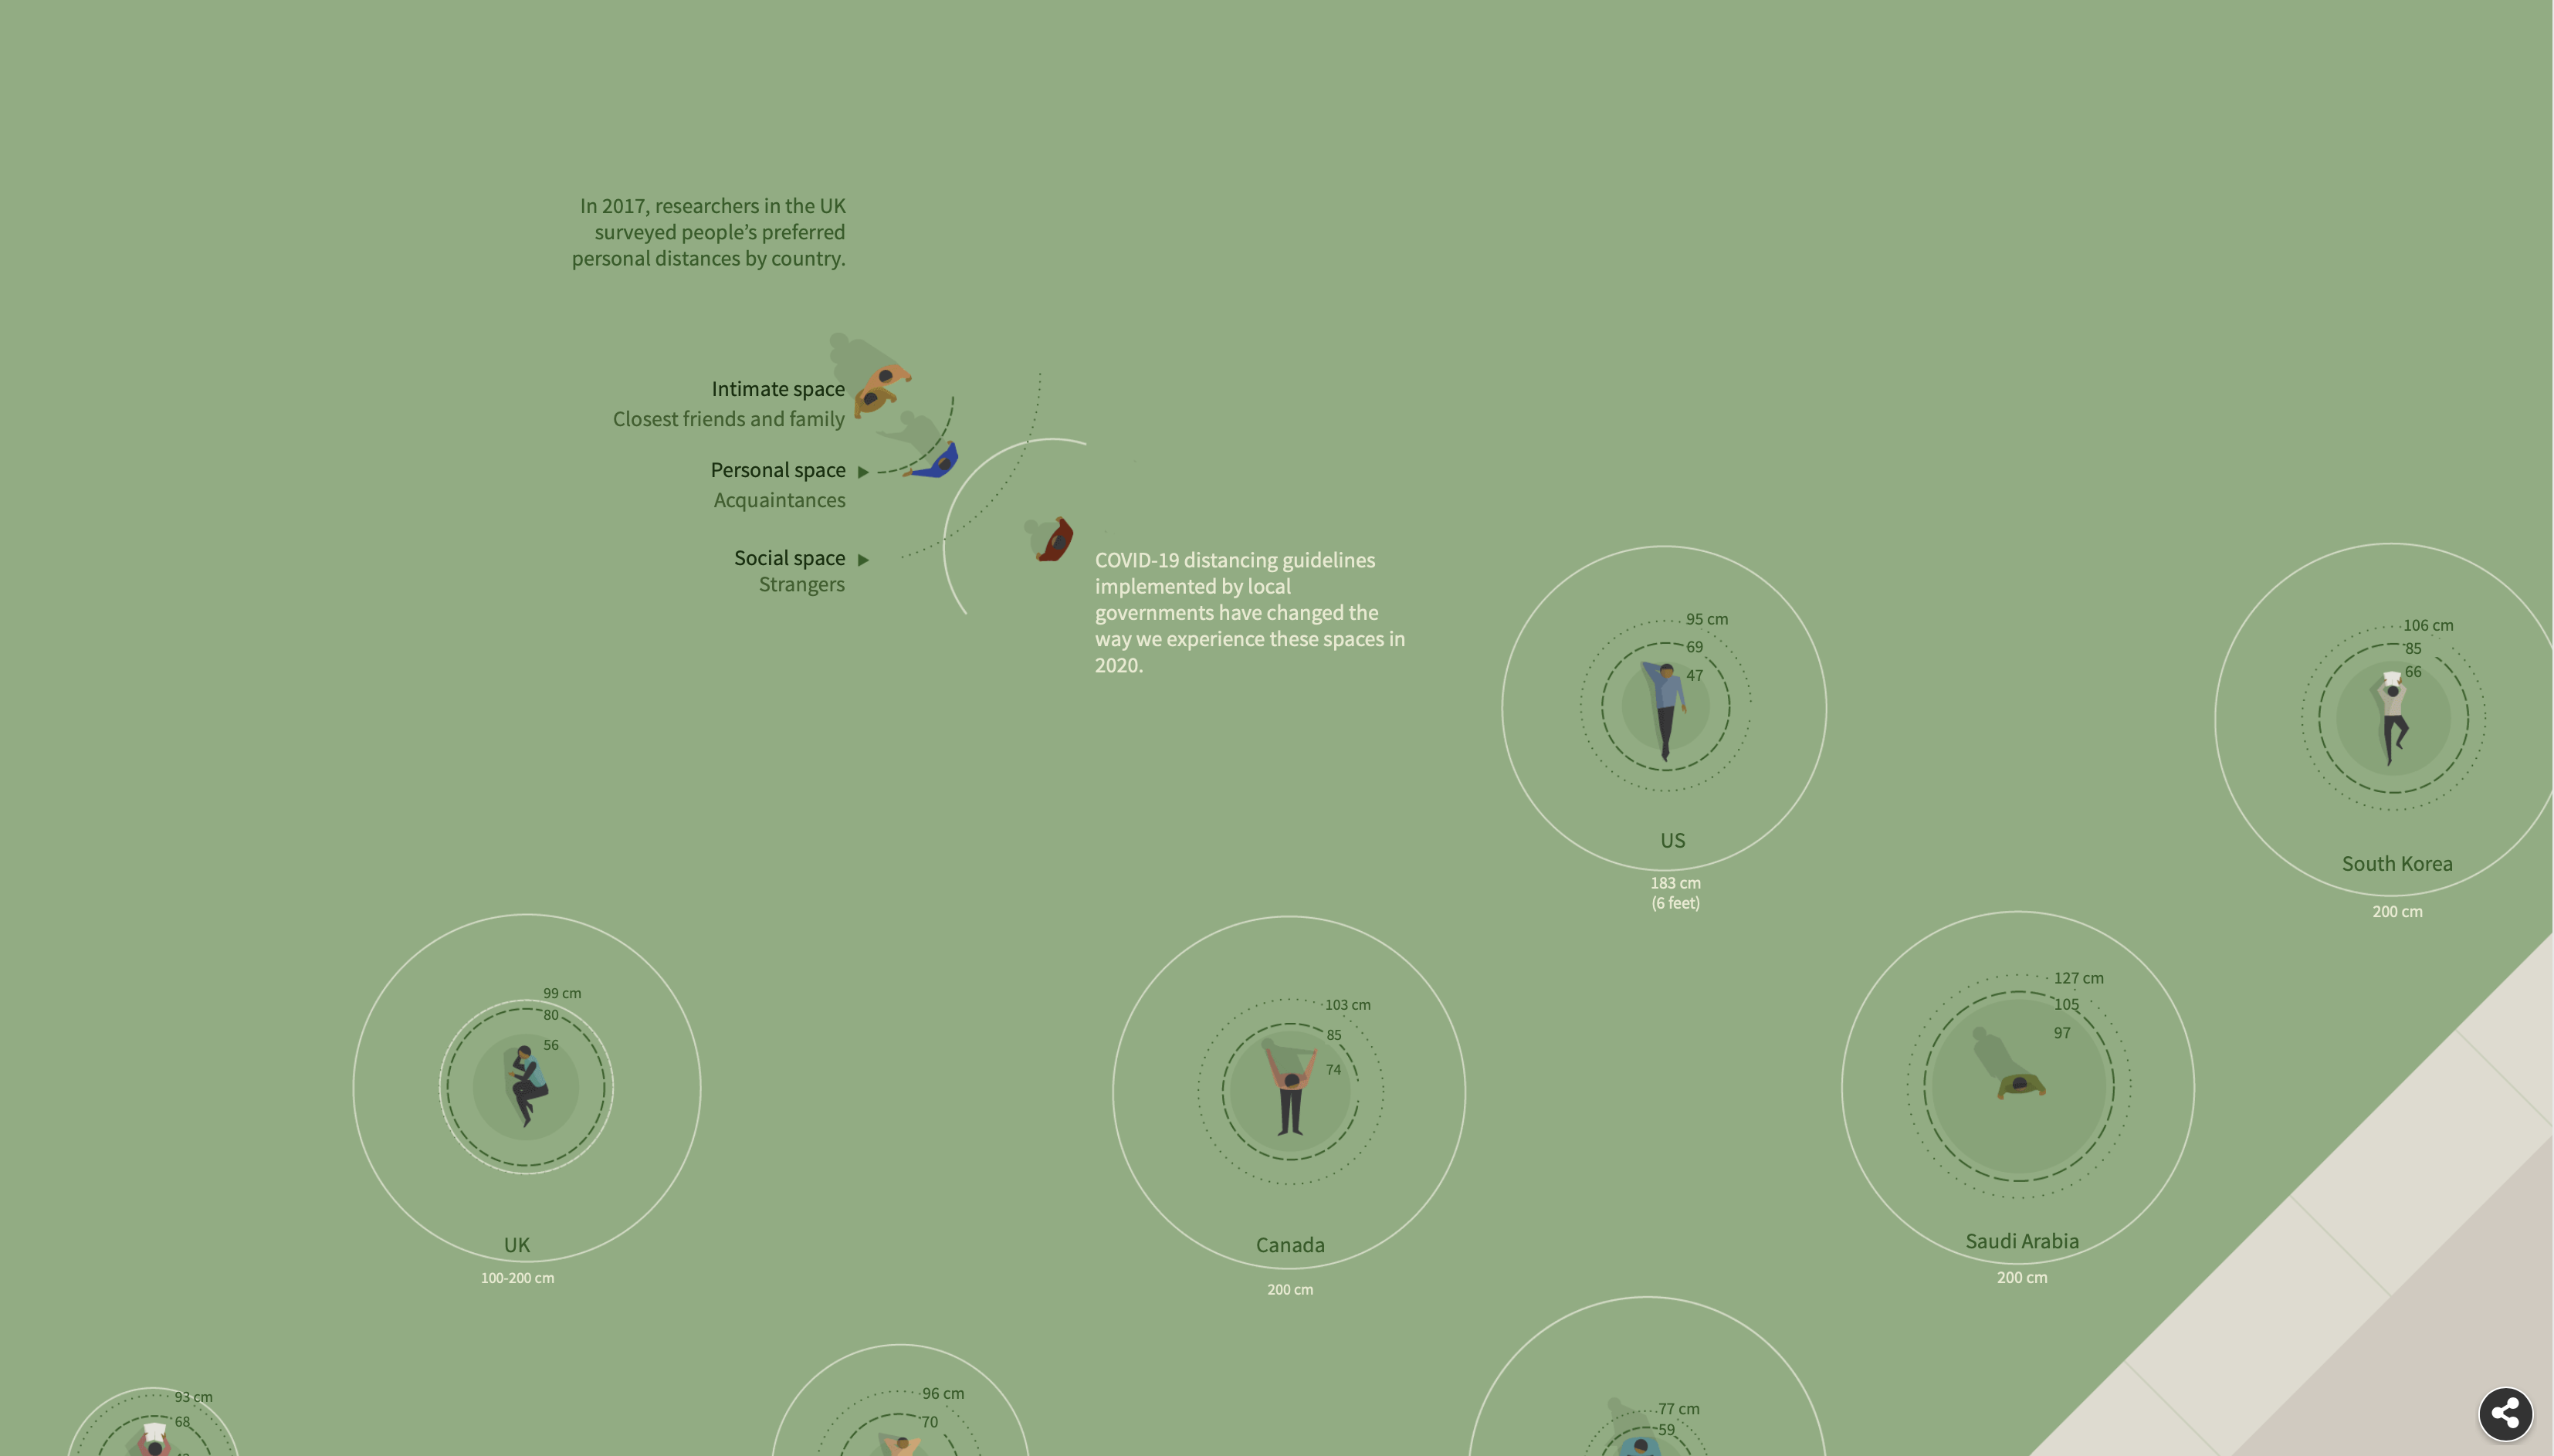 In 2017, researchers in the UK
surveyed people’s preferred
personal distances by country.
Intimate space
Closest friends and family
Personal space
Acquaintances
Social space
Strangers
COVID-19 distancing guidelines
implemented by local
governments have changed the
way we experience these spaces in
2020.
95 cm
69
47
US
183 cm
(6 feet)
106 cm
85
66
South Korea
200 cm
99 cm
80
56
UK
100-200 cm
103 cm
85
74
Canada
200 cm
127 cm
105
97
Saudi Arabia
200 cm
93 cm
68
96 cm
70
77 cm
59